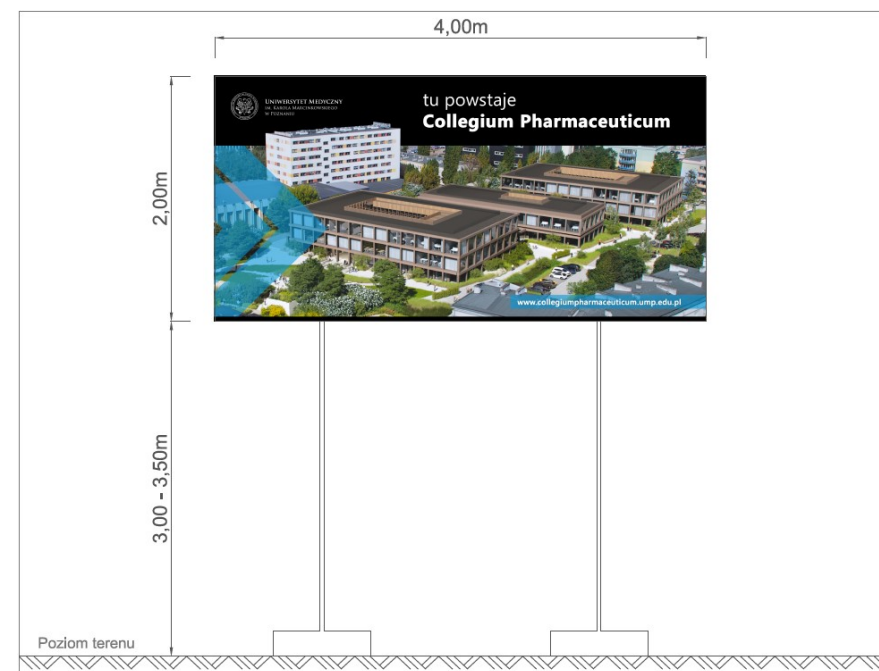 4,00m
UNIWERSYTET MEDYCZNY
IM. KAROLA MARCINKOWSKIEGO
W POZNANIU
tu powstaje
Collegium Pharmaceuticum
2,00m
www.collegiumpharmaceuticum.ump.edu.pl
3,00 - 3,50m
Poziom terenu